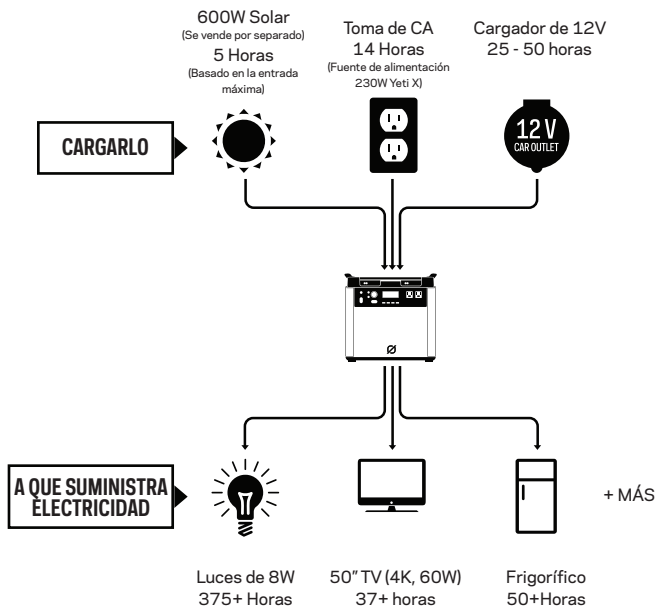 600W Solar
(Se vende por separado)
5 Horas
(Basado en la entrada
máxima)
Toma de CA
14 Horas
(Fuente de alimentación
230W Yeti X)
Cargador de 12V
25 - 50 horas
CARGARLO
12 V
CAR OUTLET
A QUE SUMINISTRA
ELECTRICIDAD
+ MÁS
Luces de 8W
375+ Horas
50” TV (4K, 60W)
37+ horas
Frigorífico
50+Horas